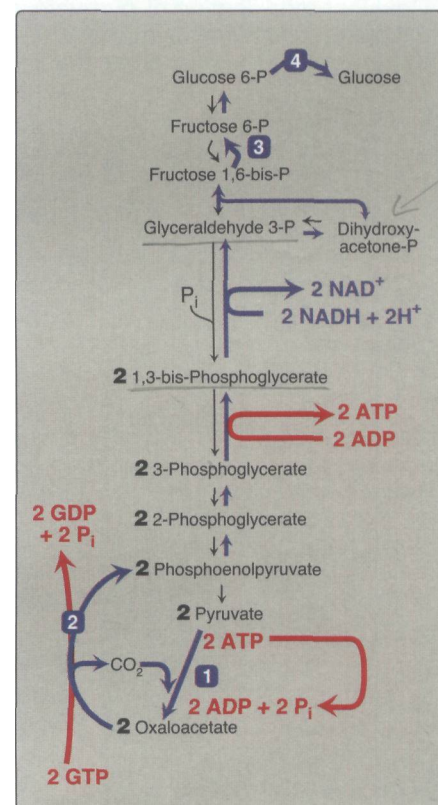 4
Glucose 6-P
Glucose
Fructose 6-P
3
Fructose 1,6-bis-P
Glyceraldehyde 3-P
Dihydroxy-
acetone-P
Pi
2 NAD+
2 NADH + 2H+
2 1,3-bis-Phosphoglycerate
2 ATP
2 ADP
2 3-Phosphoglycerate
2 2-Phosphoglycerate
2 GDP
+ 2 Pi
2 Phosphoenolpyruvate
2
2 Pyruvate
2 ATP
CO2
1
2 ADP + 2 Pi
2 Oxaloacetate
2 GTP